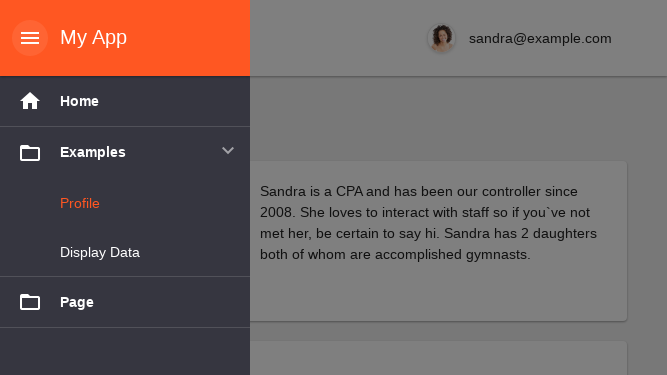 My App
sandra@example.com
Home
Examples
Profile
Display Data
Page
Sandra is a CPA and has been our controller since
2008. She loves to interact with staff so if you`ve not
met her, be certain to say hi. Sandra has 2 daughters
both of whom are accomplished gymnasts.